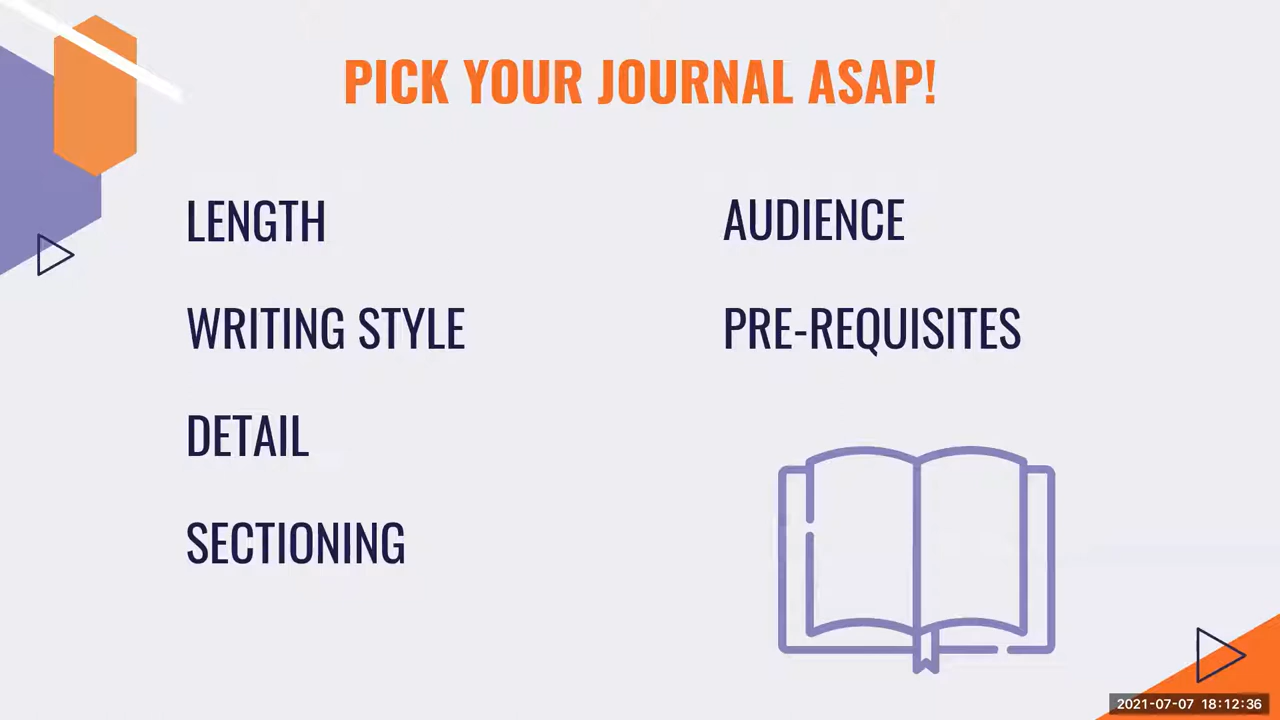 PICK YOUR JOURNAL ASAP!
LENGTH
WRITING STYLE
DETAIL
SECTIONING
AUDIENCE
PRE-REQUISITES
2021-07-07 18:12:36